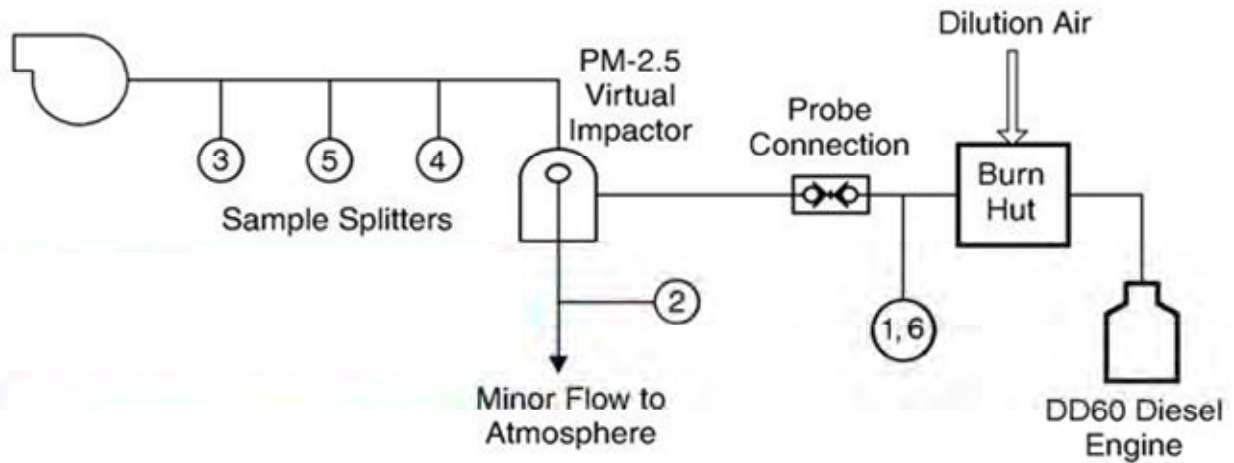 Dilution Air
PM-2.5
Virtual
Impactor
Probe
Connection
3
5
4
Burn
Hut
Sample Splitters
2
1, 6
Minor Flow to
Atmosphere
DD60 Diesel
Engine